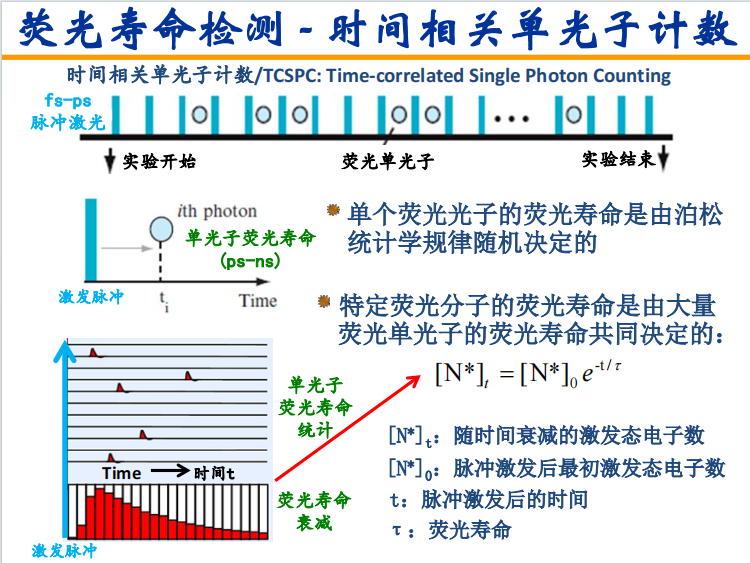 荧光寿命检测 - 时间相关单光子计数
时间相关单光子计数/TCSPC: Time-correlated Single Photon Counting
fs-ps
脉冲激光
实验开始
荧光单光子
实验结束
ith photon
单光子荧光寿命
(ps-ns)
激发脉冲
ti
Time
单个荧光光子的荧光寿命是由泊松
统计学规律随机决定的
特定荧光分子的荧光寿命是由大量
荧光单光子的荧光寿命共同决定的：
[N*]t = [N*]0 e-t/τ
单光子
荧光寿命
统计
Time
时间t
荧光寿命
衰减
激发脉冲
[N*]t：随时间衰减的激发态电子数
[N*]0：脉冲激发后最初激发态电子数
t：脉冲激发后的时间
τ：荧光寿命